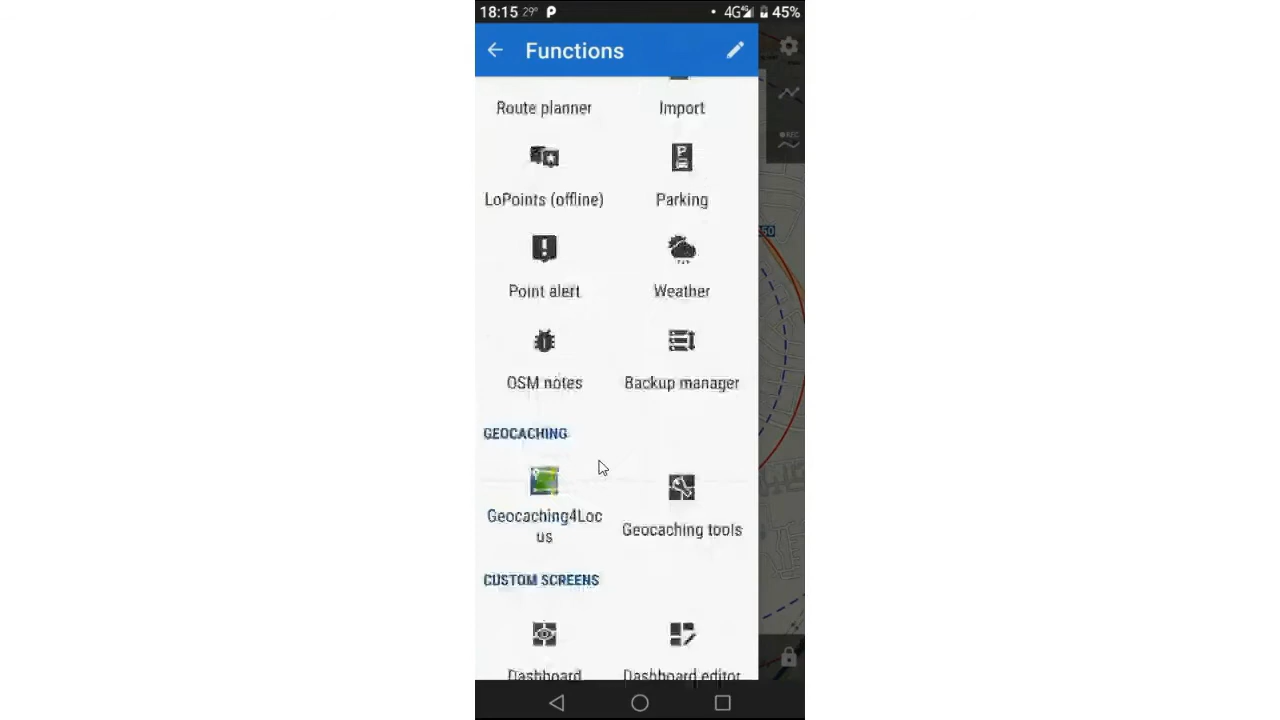 18:15 29° P 4G 45%
Functions
Route planner Import
LoPoints (offline) Parking
Point alert Weather
OSM notes Backup manager
GEOCACHING
Geocaching4Loc
us
Geocaching tools
CUSTOM SCREENS
Dashboard Dashboard editor
REC